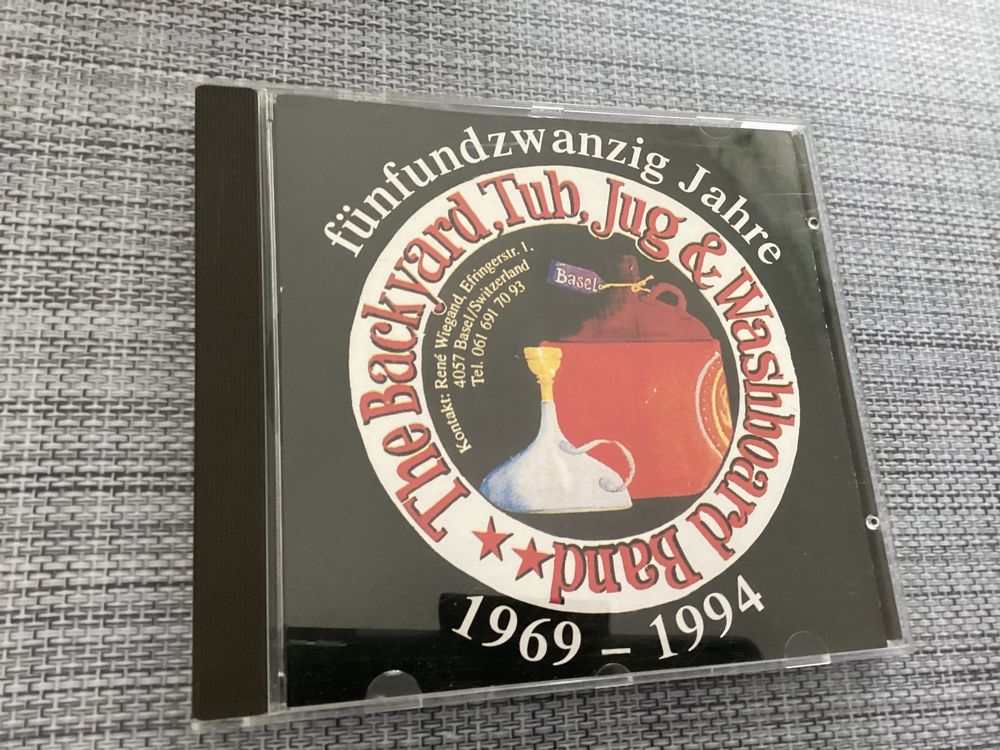 fünfundzwanzig Jahre
The Backyard, Tub, Jug & Washboard Band
Basel
Kontakt: René Wiegand, Efringerstr. 1,
4057 Basel/Switzerland
Tel. 061 691 70 93
1969 – 1994